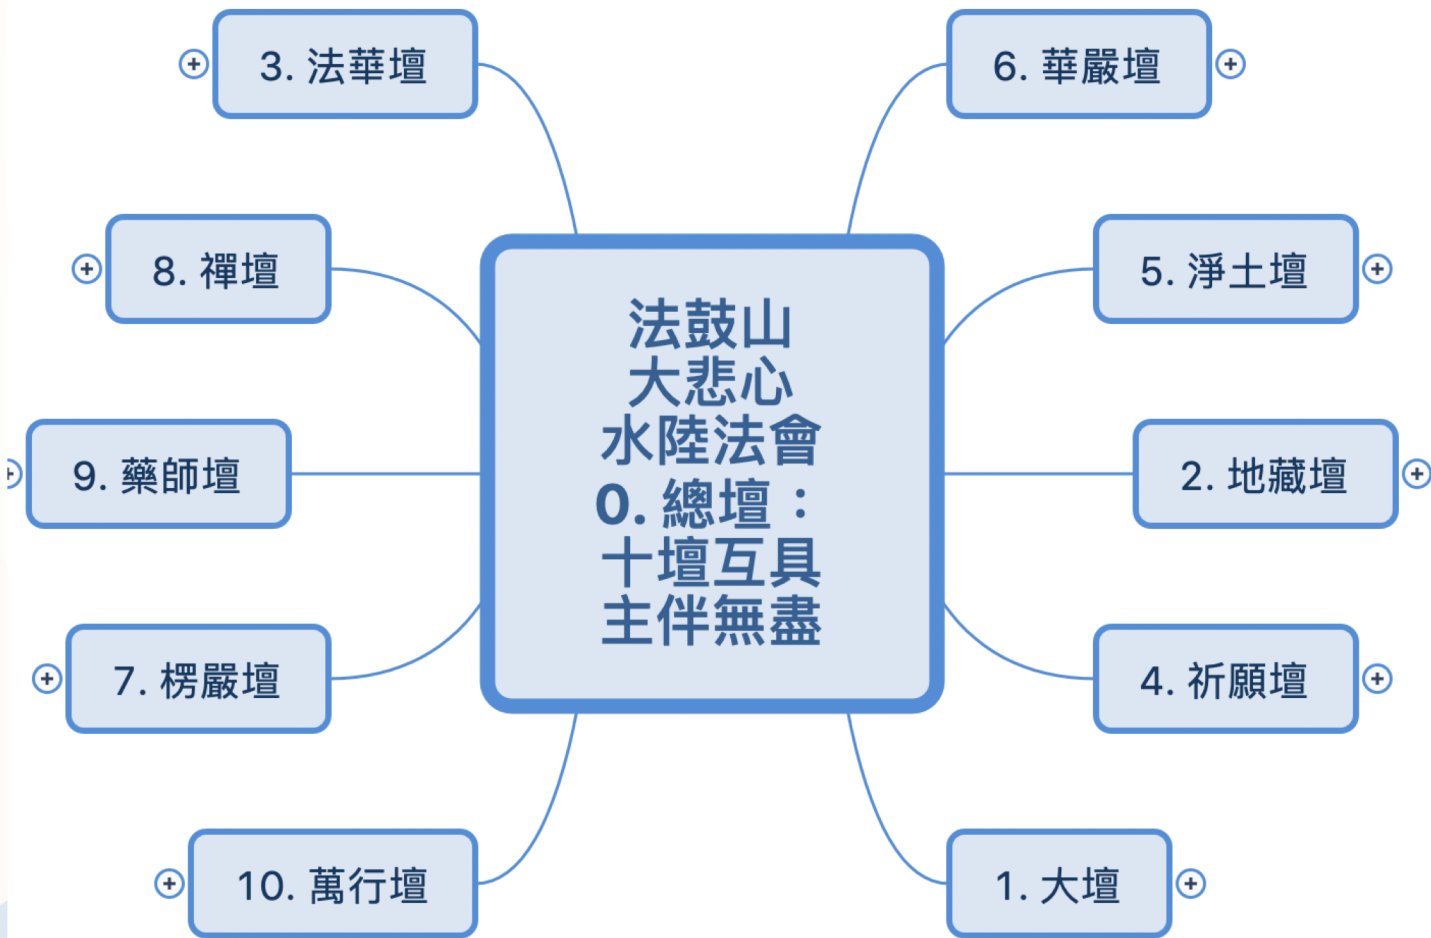 3. 法華壇
6. 華嚴壇
8. 禪壇
5. 淨土壇
法鼓山
大悲心
水陸法會
0. 總壇：
十壇互具
主伴無盡
9. 藥師壇
2. 地藏壇
7. 楞嚴壇
4. 祈願壇
10. 萬行壇
1. 大壇